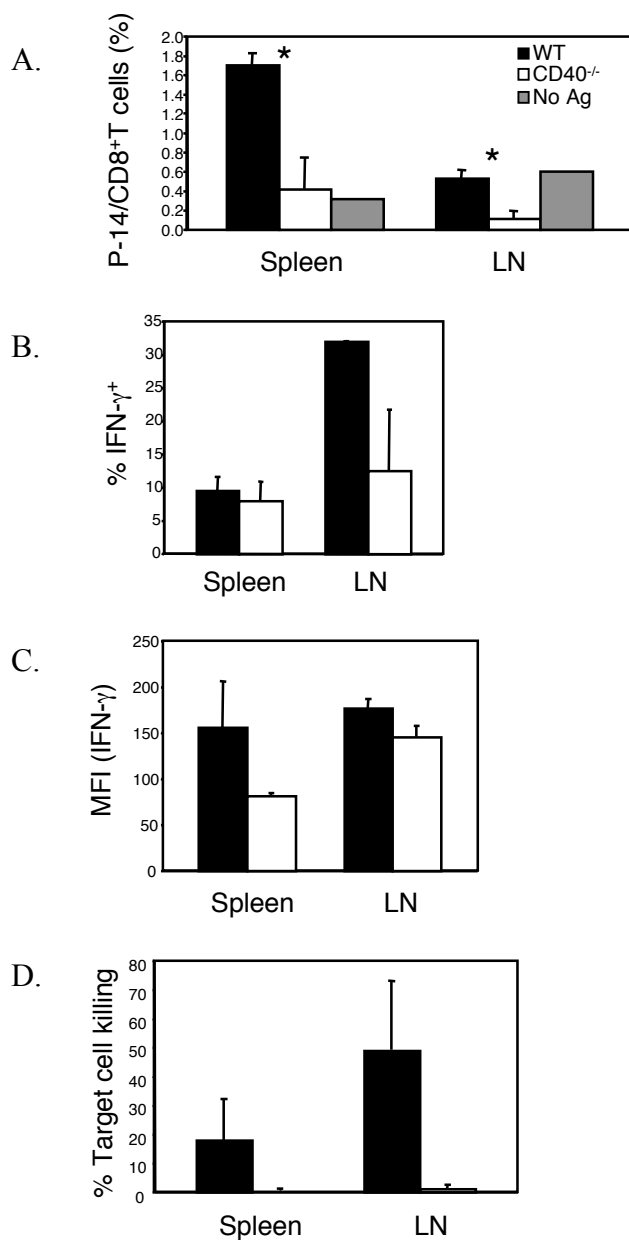 A.
P-14/CD8⁺T cells (%)
2.0
1.8
1.6
1.4
1.2
1.0
0.8
0.6
0.4
0.2
0.0
*
*
WT
CD40⁻/⁻
No Ag
Spleen LN
B.
% IFN-γ⁺
35
30
25
20
15
10
5
0
Spleen LN
C.
MFI (IFN-γ)
250
200
150
100
50
0
Spleen LN
D.
% Target cell killing
80
70
60
50
40
30
20
10
0
Spleen LN